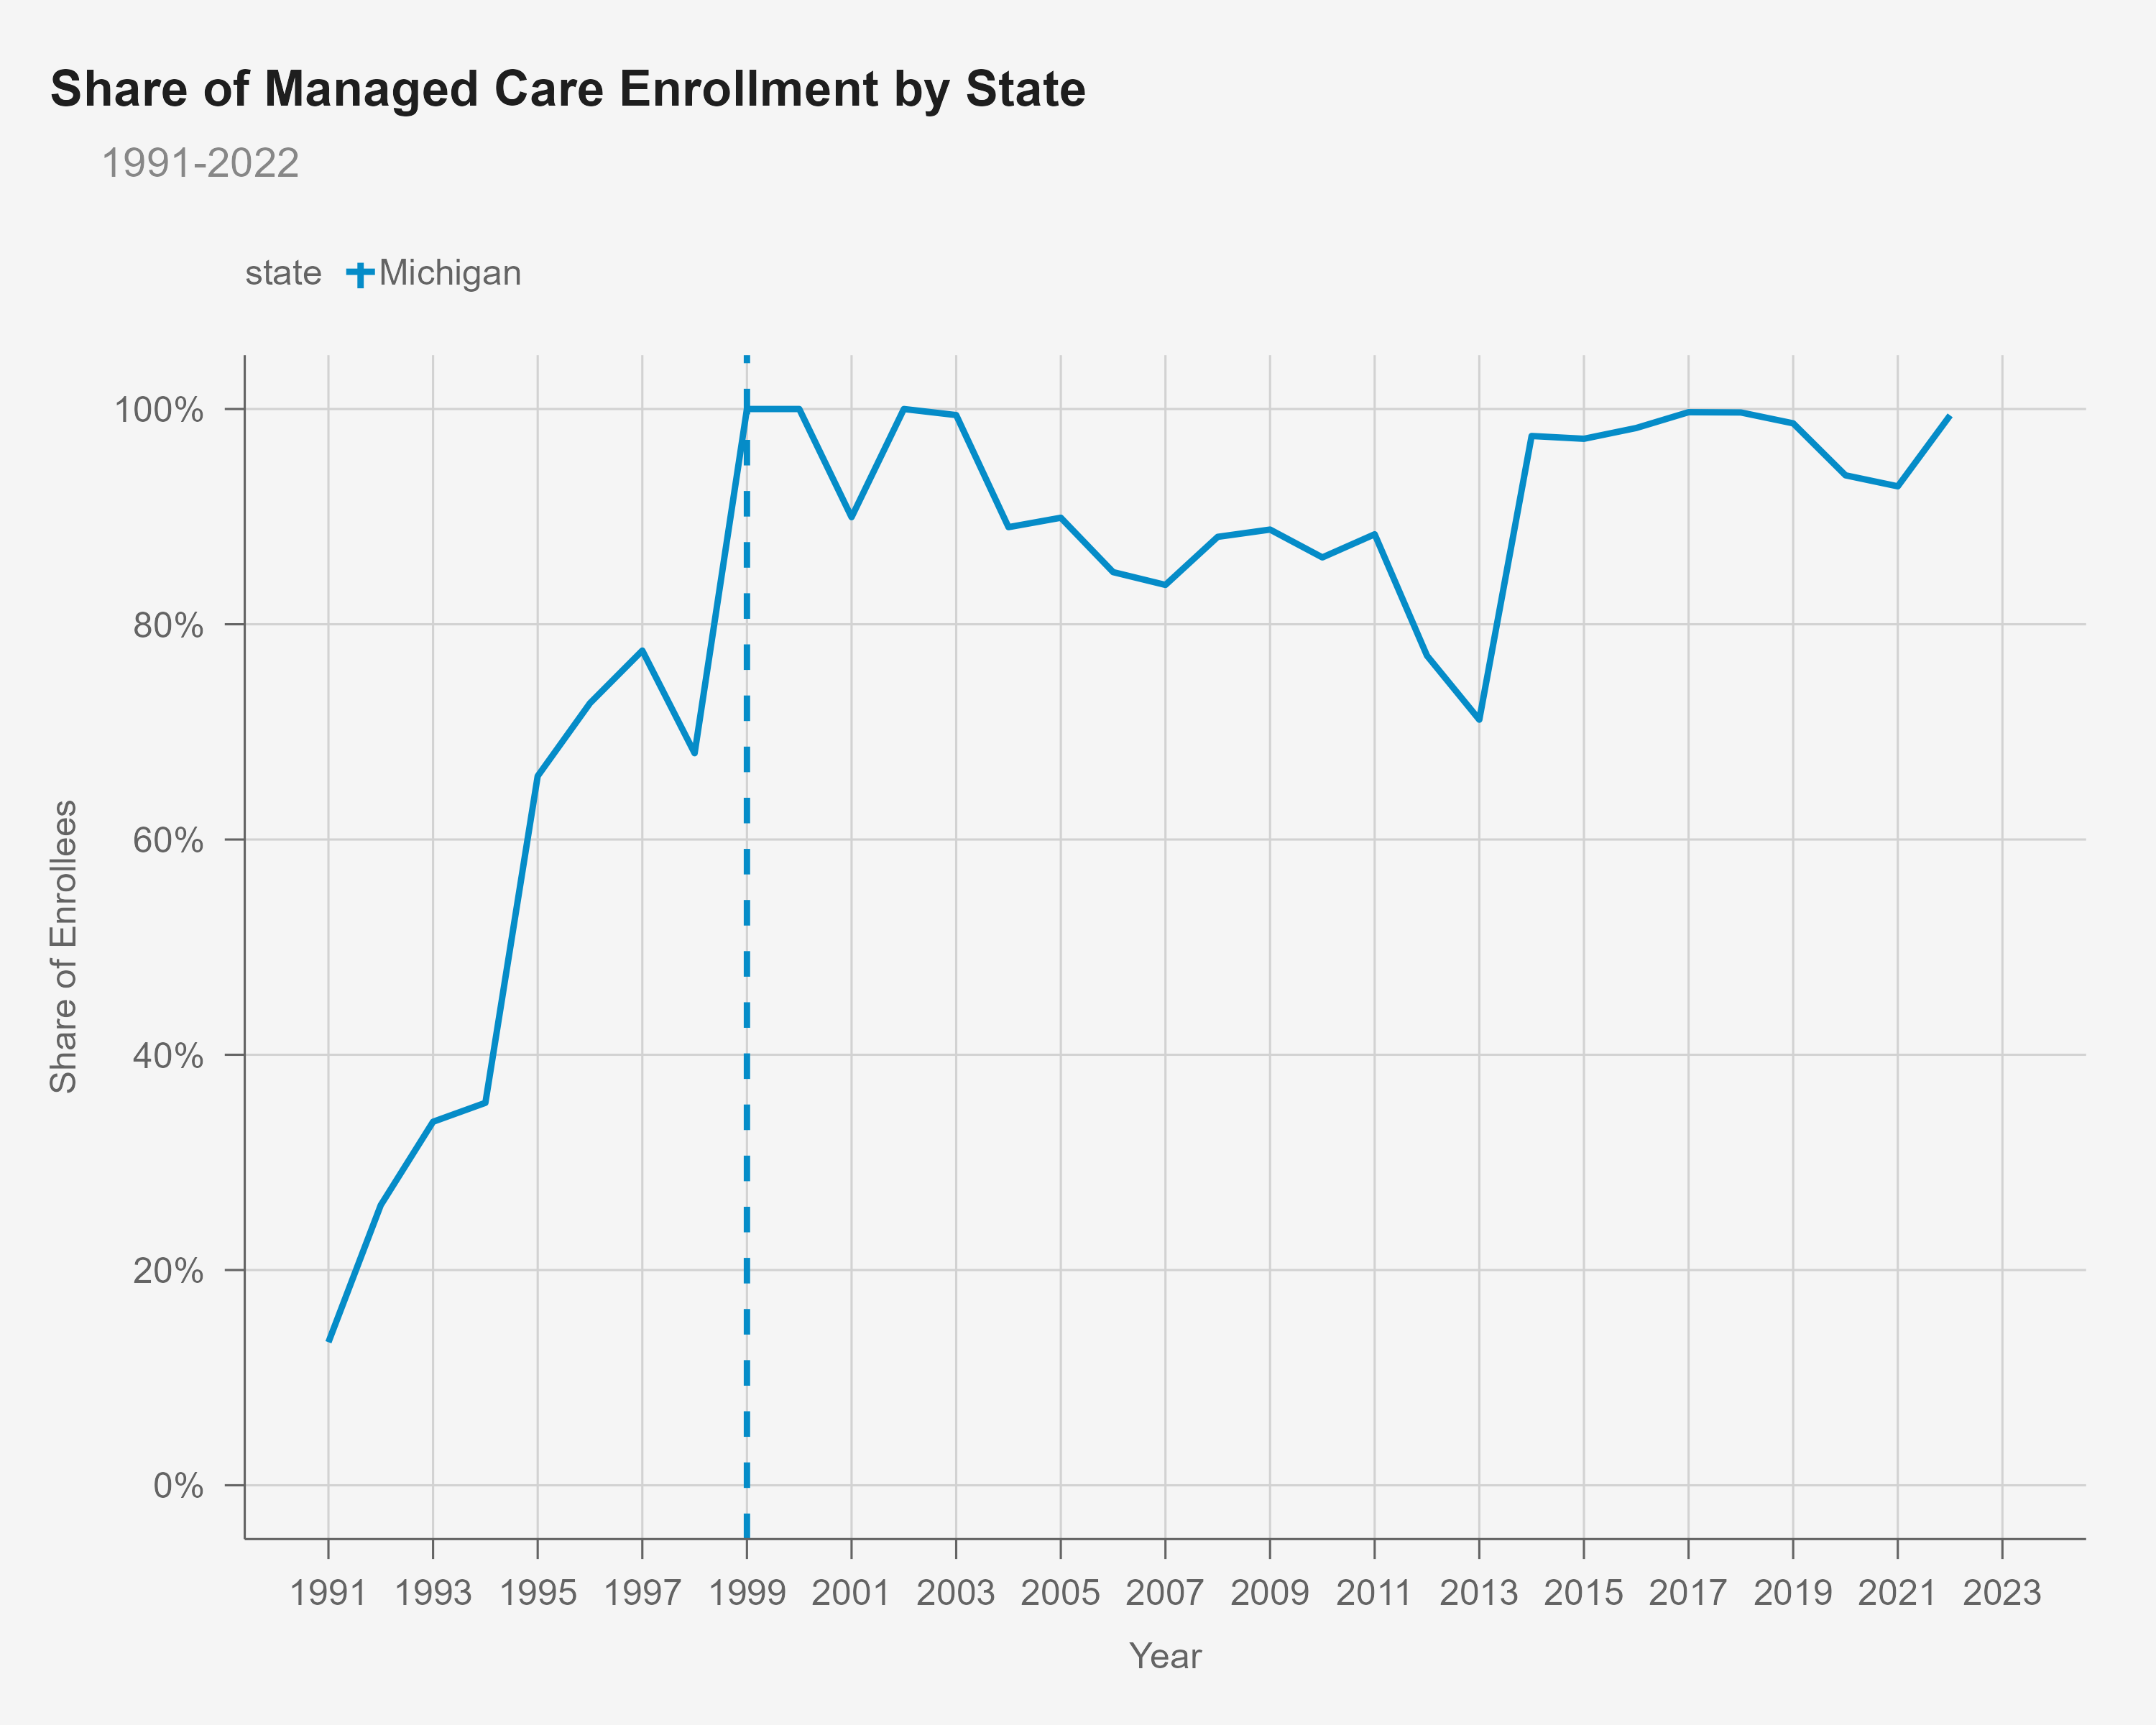 Share of Managed Care Enrollment by State
1991-2022
state Michigan
100%
80%
60%
40%
20%
0%
Share of Enrollees
1991 1993 1995 1997 1999 2001 2003 2005 2007 2009 2011 2013 2015 2017 2019 2021 2023
Year